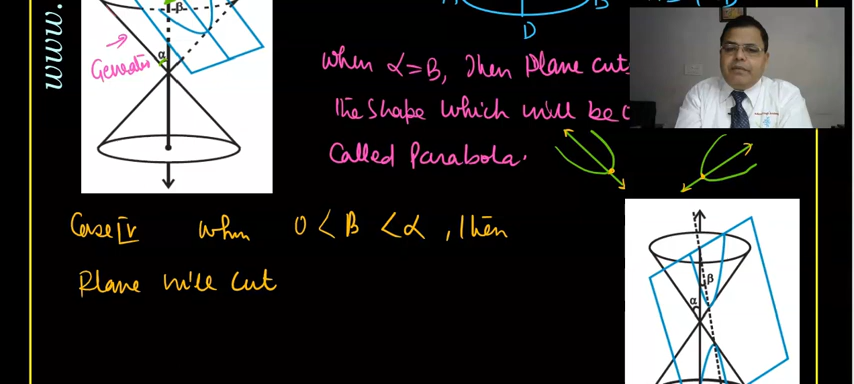 www.
β
A
B
D
α
Generator
When α=B, Then Plane cut
The Shape which will be
Called Parabola.
Case IV When 0 < B < α, Then
Plane will cut
β
α